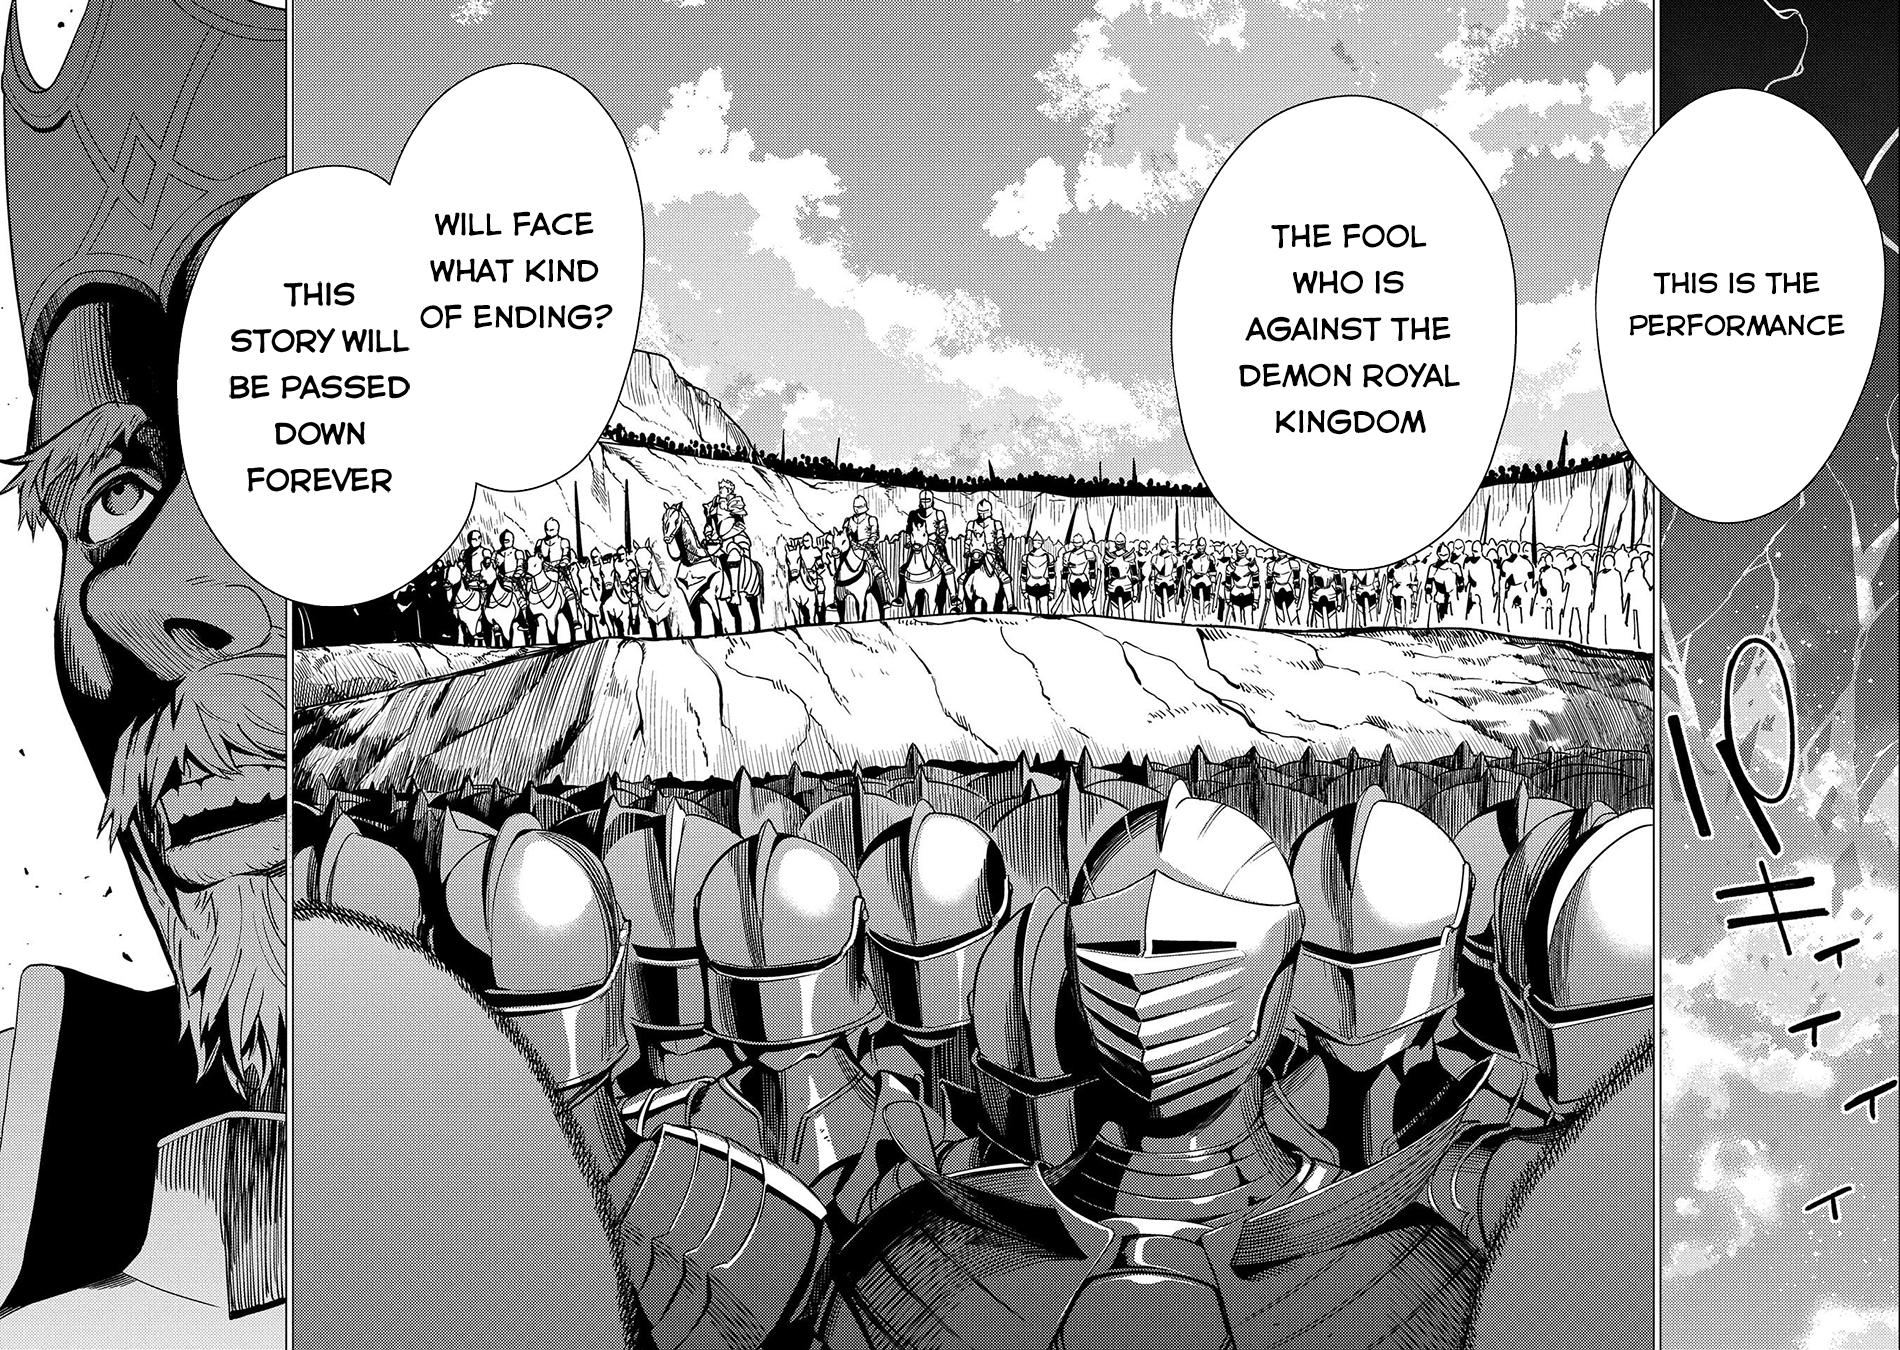 THIS IS THE
PERFORMANCE
THE FOOL
WHO IS
AGAINST THE
DEMON ROYAL
KINGDOM
WILL FACE
WHAT KIND
OF ENDING?
THIS
STORY WILL
BE PASSED
DOWN
FOREVER